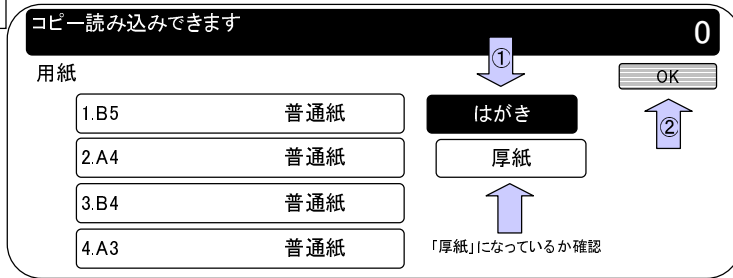 コピー読み込みできます
0
①
用紙
OK
1.B5 普通紙
はがき
②
2.A4 普通紙
厚紙
3.B4 普通紙
4.A3 普通紙
「厚紙」になっているか確認